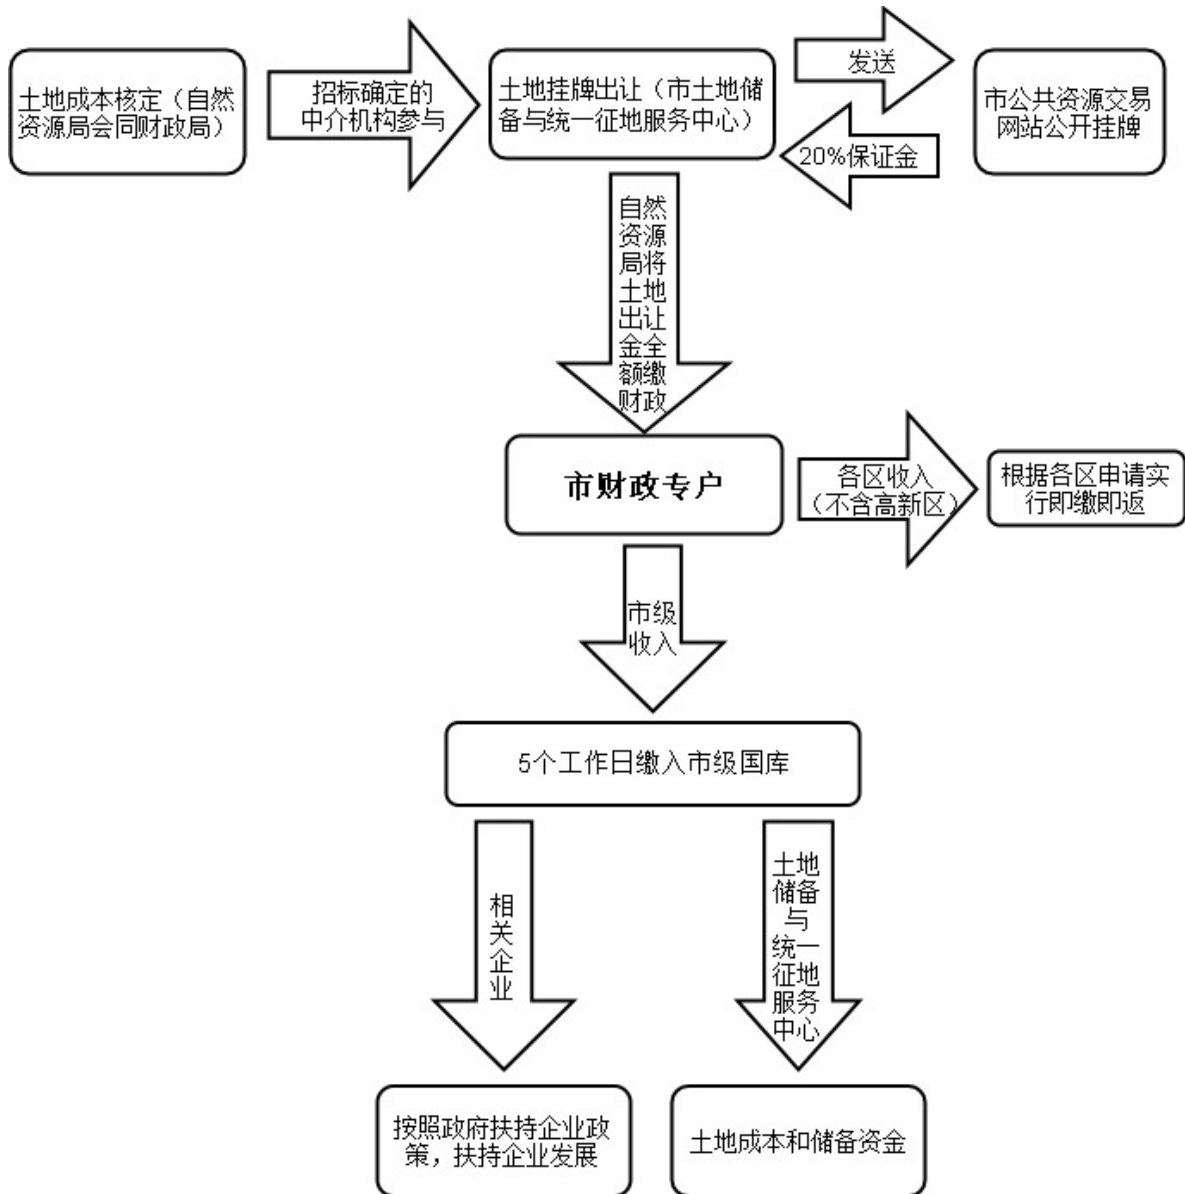 土地成本核定（自然
资源局会同财政局）
招标确定的
中介机构参与
土地挂牌出让（市土地储
备与统一征地服务中心）
发送
20%保证金
市公共资源交易
网站公开挂牌
自然
资源
局将
土地
出让
金全
额缴
财政
市财政专户
各区收入
（不含高新区）
根据各区申请实
行即缴即返
市级
收入
5个工作日缴入市级国库
相
关
企
业
土地
储备
与
统一
征地
服务
中心
按照政府扶持企业政
策，扶持企业发展
土地成本和储备资金